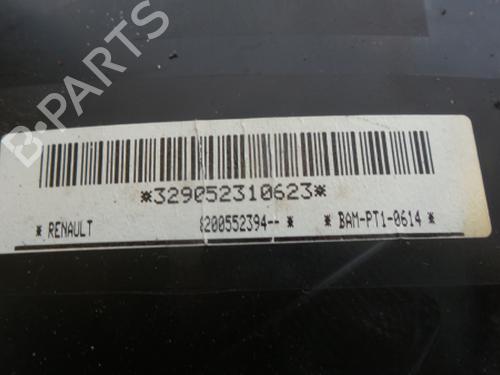 B-PARTS
*329052310623*
* RENAULT 8200552394-- * * BAM-PT1-0614 *